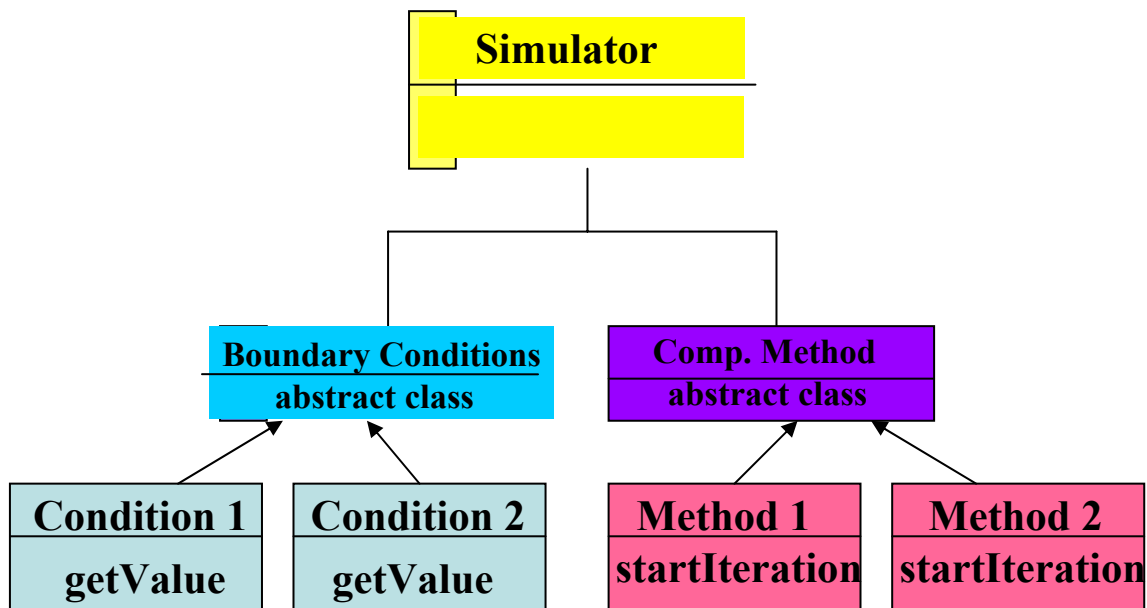 Simulator
Boundary Conditions
abstract class
Comp. Method
abstract class
Condition 1
getValue
Condition 2
getValue
Method 1
startIteration
Method 2
startIteration